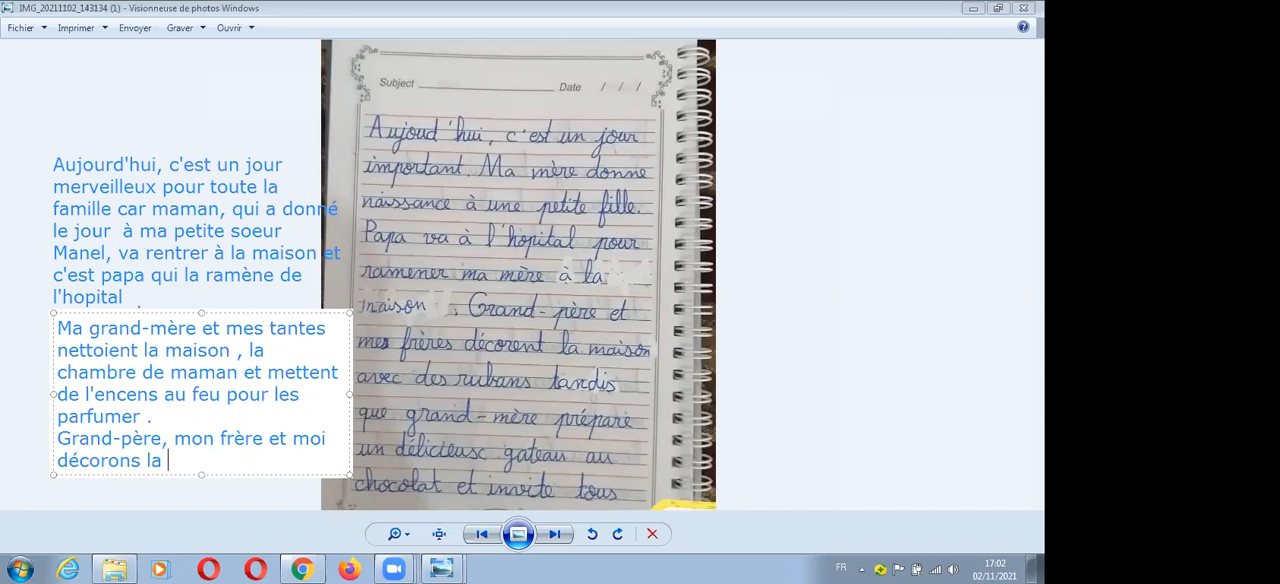 IMG_20211102_143134 (1) - Visionneuse de photos Windows
Fichier Imprimer Envoyer Graver Ouvrir
Subject Date / / /
Aujoud'hui, c'est un jour
important. Ma mère donne
naissance à une petite fille.
Papa va à l'hôpital pour
ramener ma mère à la
maison . Grand-père et
mes frères décorent la maison
avec des rubans tandis
que grand-mère préparé
un délicieusc gateau au
chocolat et invite tous
Aujourd'hui, c'est un jour
merveilleux pour toute la
famille car maman, qui a donné
le jour à ma petite soeur
Manel, va rentrer à la maison et
c'est papa qui la ramène de
l'hopital .
Ma grand-mère et mes tantes
nettoient la maison , la
chambre de maman et mettent
de l'encens au feu pour les
parfumer .
Grand-père, mon frère et moi
décorons la
FR 17:02
02/11/2021